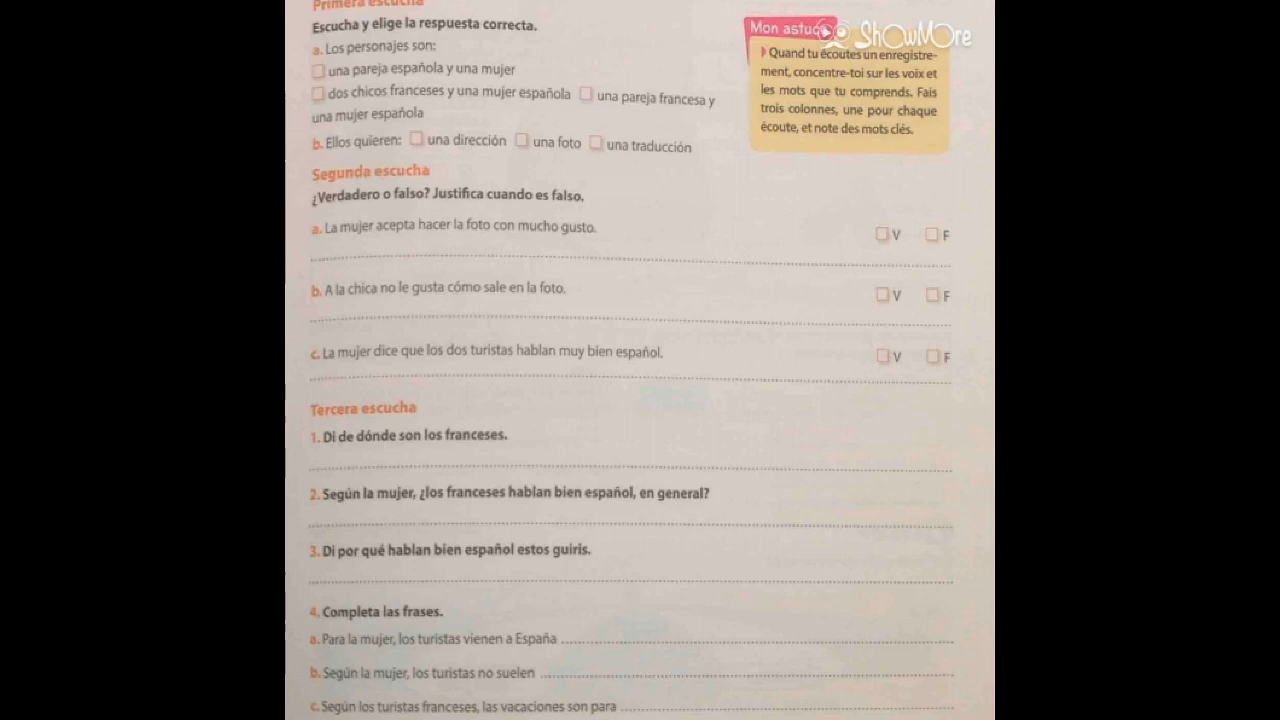 Primera escucha
Escucha y elige la respuesta correcta.
a. Los personajes son:
una pareja española y una mujer
dos chicos franceses y una mujer española una pareja francesa y
una mujer española
b. Ellos quieren: una dirección una foto una traducción
Mon astuce
ShowMore
Quand tu écoutes un enregistre-
ment, concentre-toi sur les voix et
les mots que tu comprends. Fais
trois colonnes, une pour chaque
écoute, et note des mots clés.
Segunda escucha
¿Verdadero o falso? Justifica cuando es falso.
a. La mujer acepta hacer la foto con mucho gusto. V F
b. A la chica no le gusta cómo sale en la foto. V F
c. La mujer dice que los dos turistas hablan muy bien español. V F
Tercera escucha
1. Di de dónde son los franceses.
2. Según la mujer, ¿los franceses hablan bien español, en general?
3. Di por qué hablan bien español estos guiris.
4. Completa las frases.
a. Para la mujer, los turistas vienen a España
b. Según la mujer, los turistas no suelen
c. Según los turistas franceses, las vacaciones son para